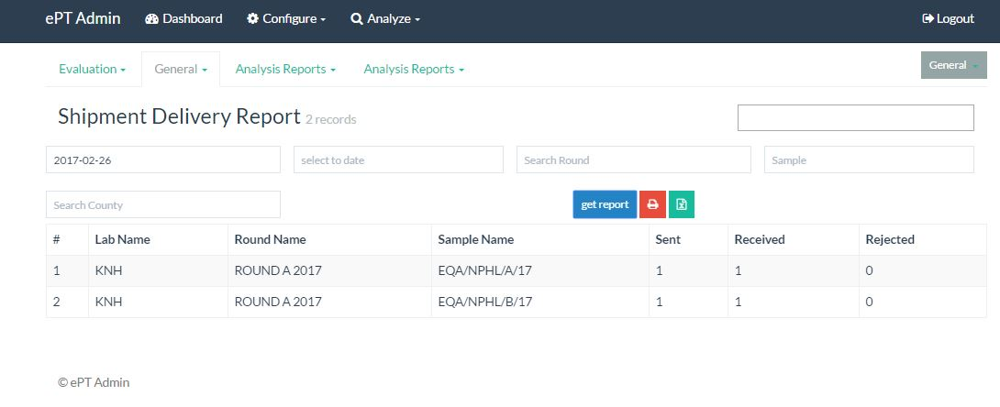 ePT Admin Dashboard Configure Analyze Logout
Evaluation General Analysis Reports Analysis Reports General
Shipment Delivery Report 2 records
2017-02-26 select to date Search Round Sample
Search County get report
# Lab Name Round Name Sample Name Sent Received Rejected
1 KNH ROUND A 2017 EQA/NPHL/A/17 1 1 0
2 KNH ROUND A 2017 EQA/NPHL/B/17 1 1 0
© ePT Admin